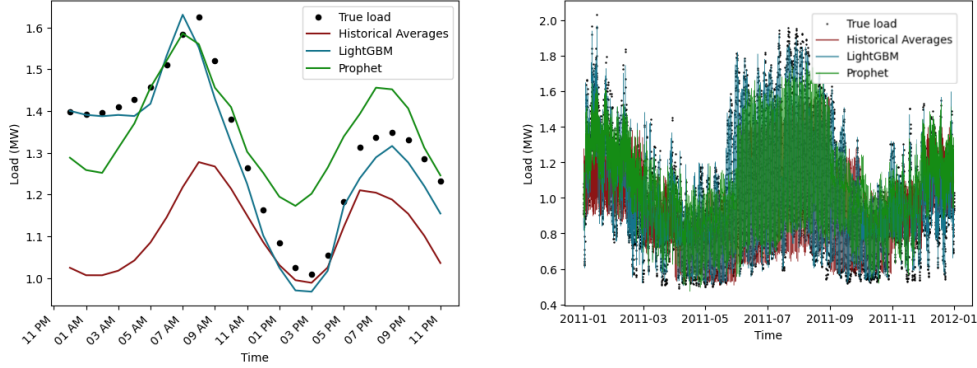 1.6
1.5
1.4
1.3
1.2
1.1
1.0
Load (MW)
True load
Historical Averages
LightGBM
Prophet
11 PM
01 AM
03 AM
05 AM
07 AM
09 AM
11 AM
01 PM
03 PM
05 PM
07 PM
09 PM
11 PM
Time
2.0
1.8
1.6
1.4
1.2
1.0
0.8
0.6
0.4
Load (MW)
True load
Historical Averages
LightGBM
Prophet
2011-01
2011-03
2011-05
2011-07
2011-09
2011-11
2012-01
Time